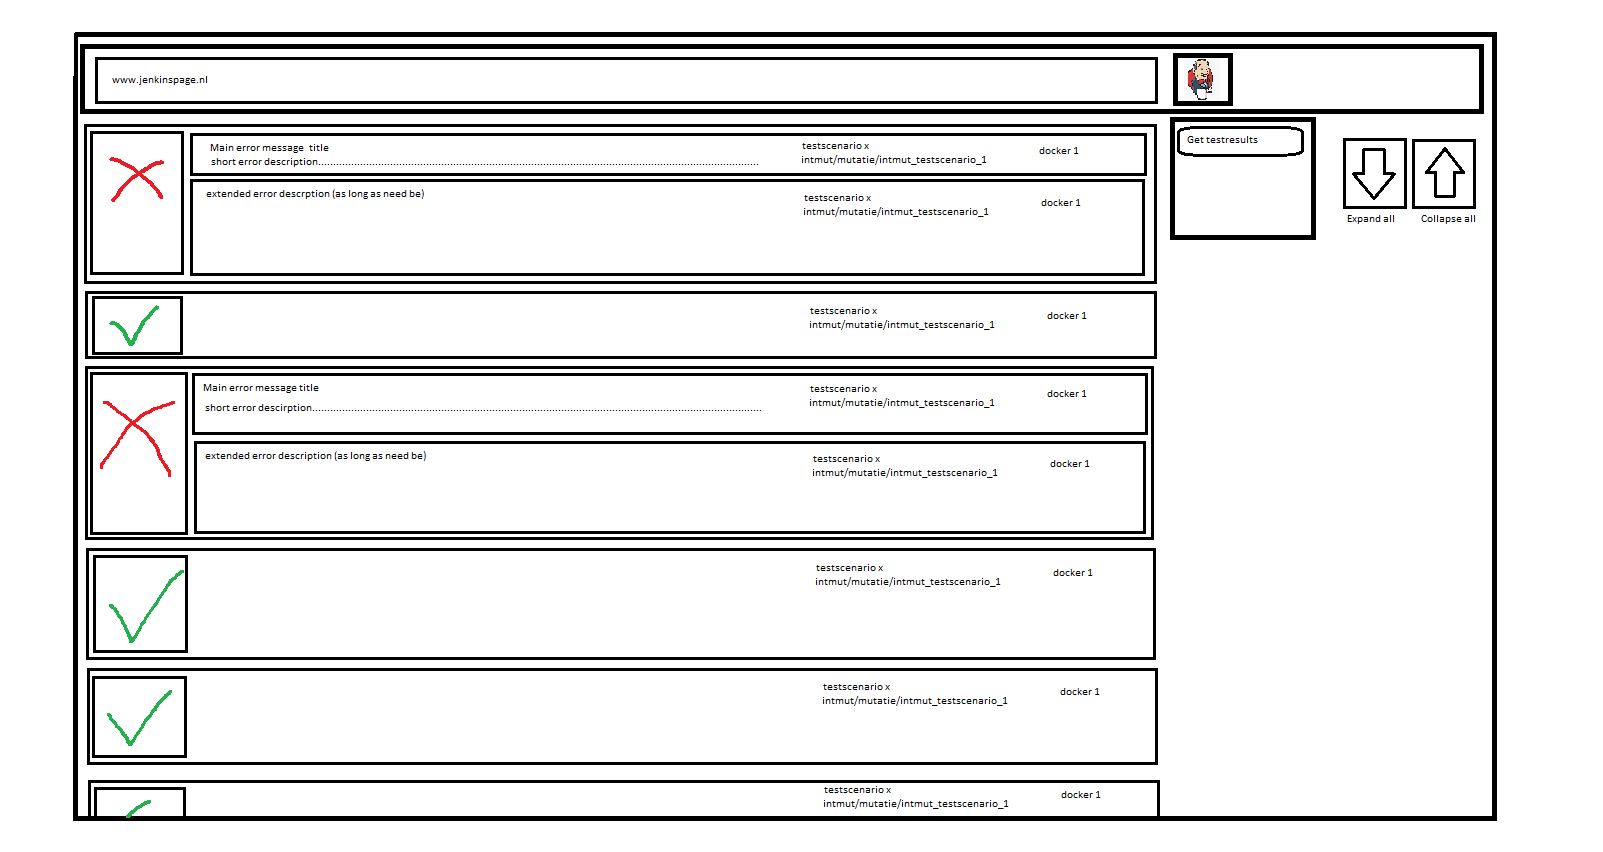 www.jenkinspage.nl
Main error message title
short error description..............................................................................................................................................
testscenario x
intmut/mutatie/intmut_testscenario_1
docker 1
Get testresults
extended error descrption (as long as need be)
testscenario x
intmut/mutatie/intmut_testscenario_1
docker 1
Expand all
Collapse all
testscenario x
intmut/mutatie/intmut_testscenario_1
docker 1
Main error message title
short error descirption..............................................................................................................................................
testscenario x
intmut/mutatie/intmut_testscenario_1
docker 1
extended error description (as long as need be)
testscenario x
intmut/mutatie/intmut_testscenario_1
docker 1
testscenario x
intmut/mutatie/intmut_testscenario_1
docker 1
testscenario x
intmut/mutatie/intmut_testscenario_1
docker 1
testscenario x
intmut/mutatie/intmut_testscenario_1
docker 1